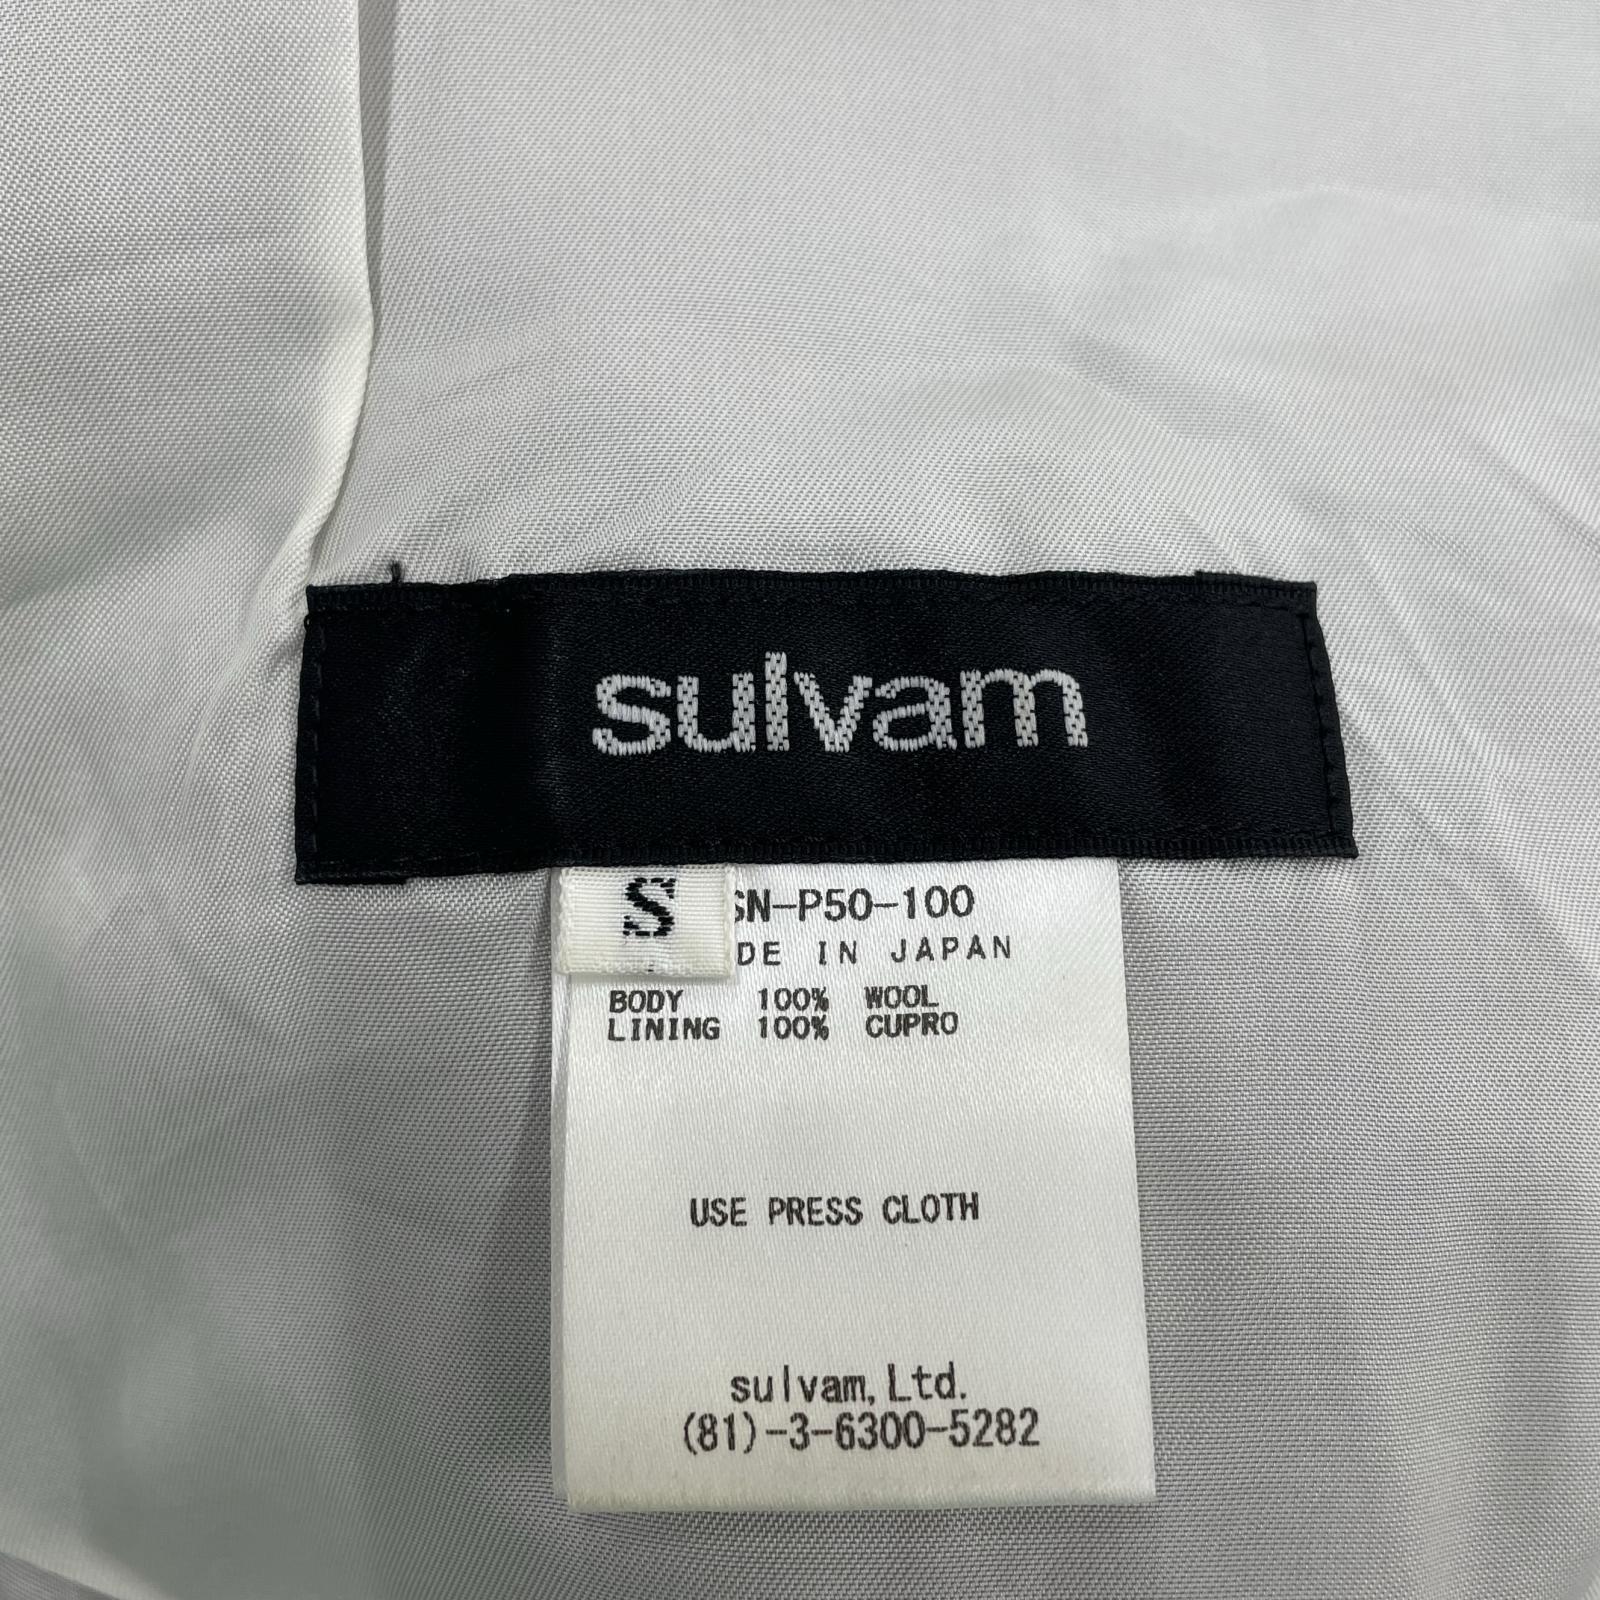 sulvam
S
SN-P50-100
DE IN JAPAN
BODY 100% WOOL
LINING 100% CUPRO
USE PRESS CLOTH
sulvam, Ltd.
(81)-3-6300-5282